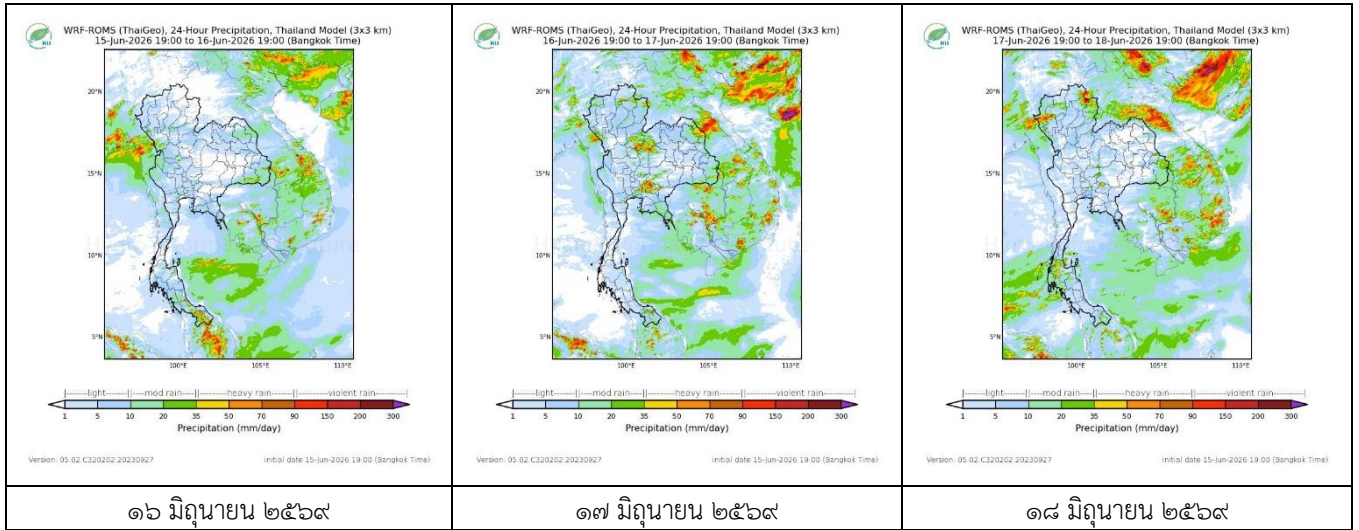 WRF-ROMS (ThaiGeo), 24-Hour Precipitation, Thailand Model (3x3 km)
15-Jun-2026 19:00 to 16-Jun-2026 19:00 (Bangkok Time)
20°N
15°N
10°N
5°N
100°E 105°E 110°E
light mod rain heavy rain violent rain
1 5 10 20 35 50 70 90 150 200 300
Precipitation (mm/day)
Version: 05.02.C320202.20230927 initial date 15-Jun-2026 19:00 (Bangkok Time)
๑๖ มิถุนายน ๒๕๖๙
WRF-ROMS (ThaiGeo), 24-Hour Precipitation, Thailand Model (3x3 km)
16-Jun-2026 19:00 to 17-Jun-2026 19:00 (Bangkok Time)
20°N
15°N
10°N
5°N
100°E 105°E 110°E
light mod rain heavy rain violent rain
1 5 10 20 35 50 70 90 150 200 300
Precipitation (mm/day)
Version: 05.02.C320202.20230927 initial date 15-Jun-2026 19:00 (Bangkok Time)
๑๗ มิถุนายน ๒๕๖๙
WRF-ROMS (ThaiGeo), 24-Hour Precipitation, Thailand Model (3x3 km)
17-Jun-2026 19:00 to 18-Jun-2026 19:00 (Bangkok Time)
20°N
15°N
10°N
5°N
100°E 105°E 110°E
light mod rain heavy rain violent rain
1 5 10 20 35 50 70 90 150 200 300
Precipitation (mm/day)
Version: 05.02.C320202.20230927 initial date 15-Jun-2026 19:00 (Bangkok Time)
๑๘ มิถุนายน ๒๕๖๙